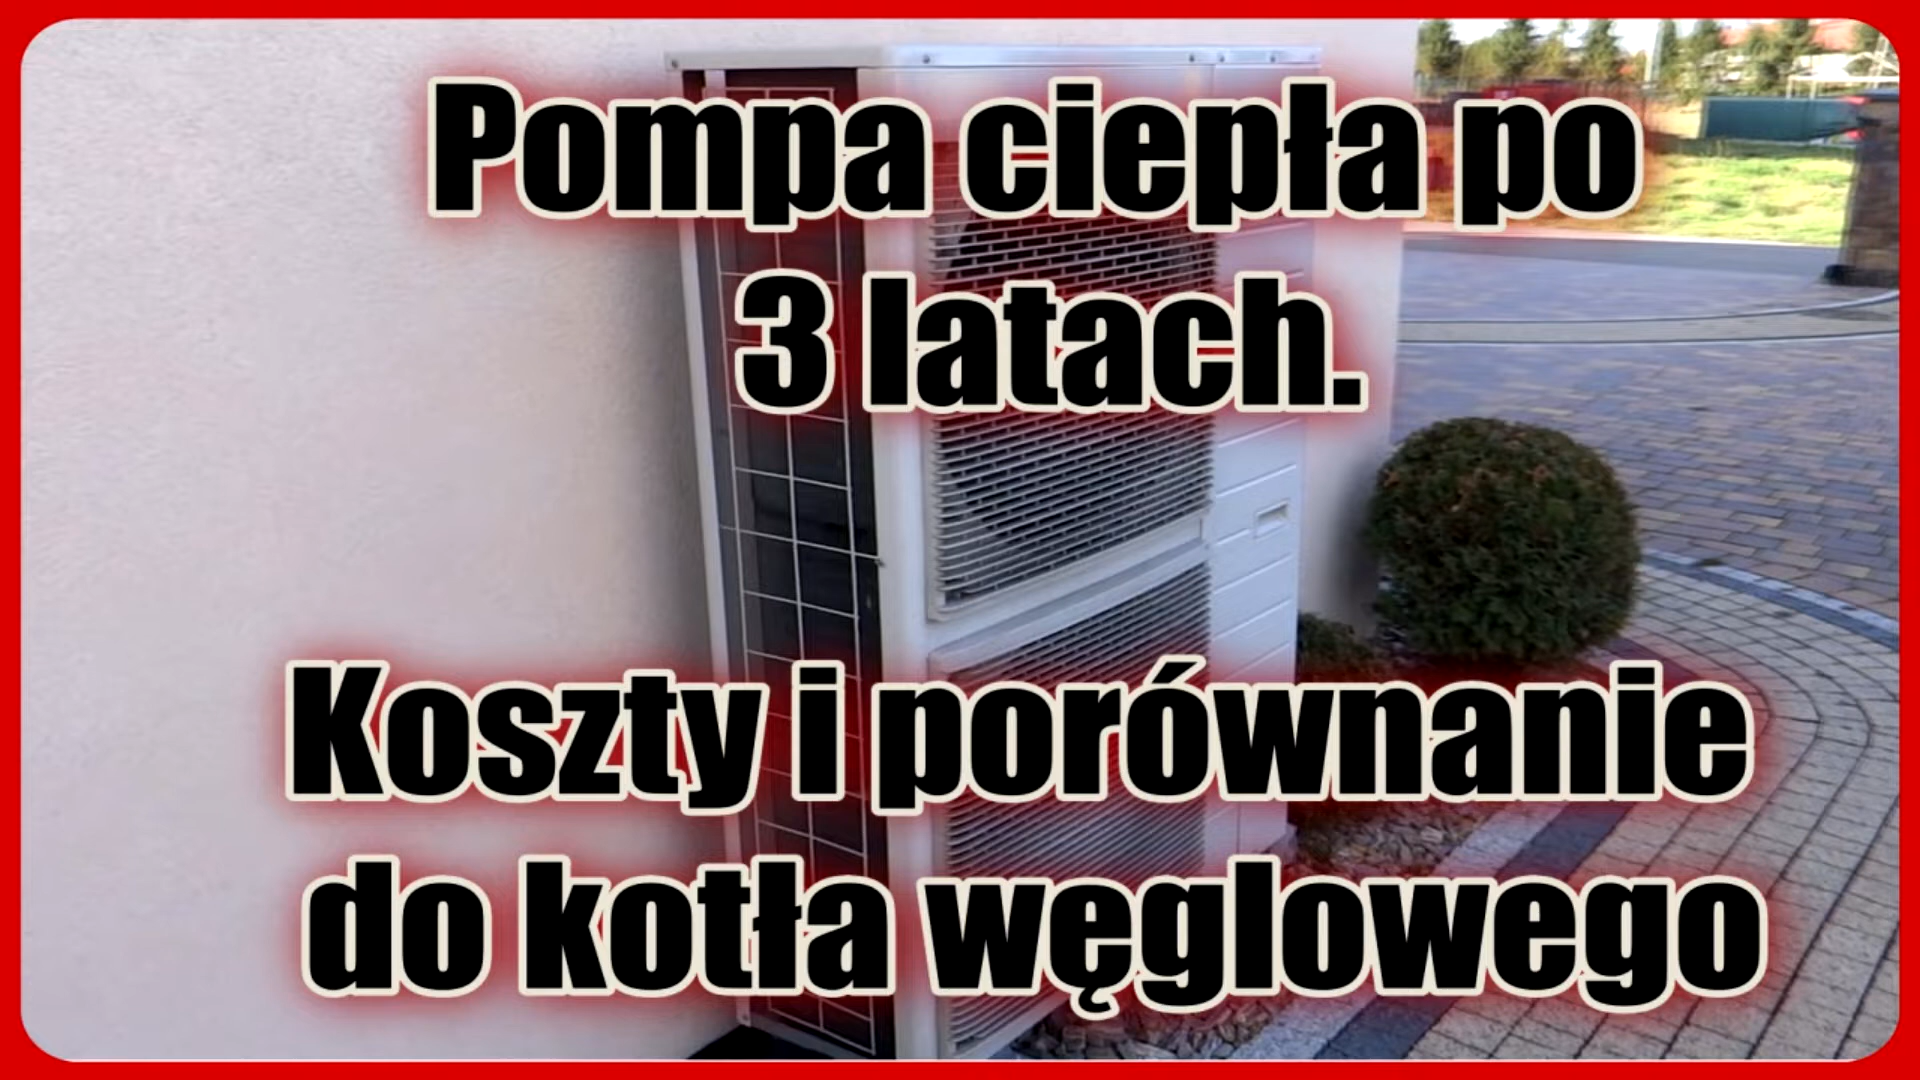 Pompa ciepła po
3 latach.
Koszty i porównanie
do kotła węglowego